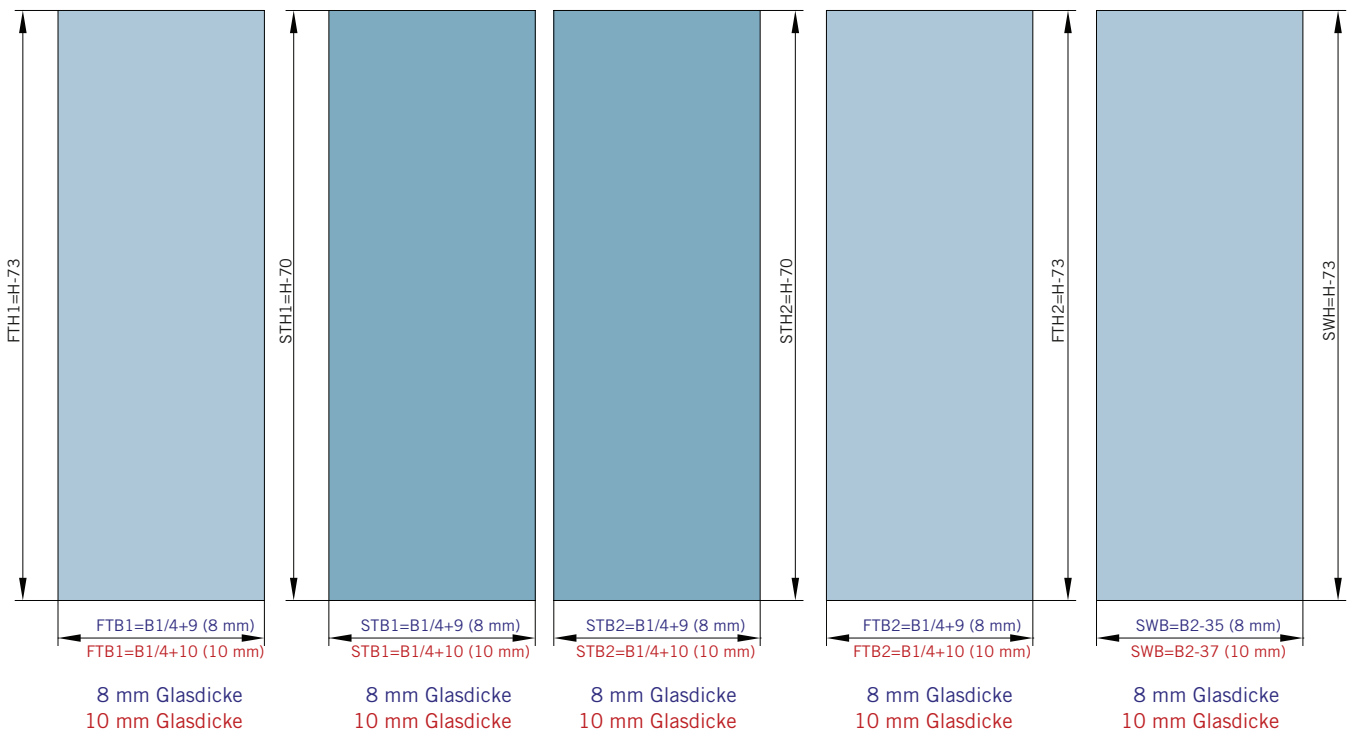 FTH1=H-73
STH1=H-70
STH2=H-70
FTH2=H-73
SWH=H-73
FTB1=B1/4+9 (8 mm)
FTB1=B1/4+10 (10 mm)
STB1=B1/4+9 (8 mm)
STB1=B1/4+10 (10 mm)
STB2=B1/4+9 (8 mm)
STB2=B1/4+10 (10 mm)
FTB2=B1/4+9 (8 mm)
FTB2=B1/4+10 (10 mm)
SWB=B2-35 (8 mm)
SWB=B2-37 (10 mm)
8 mm Glasdicke
10 mm Glasdicke
8 mm Glasdicke
10 mm Glasdicke
8 mm Glasdicke
10 mm Glasdicke
8 mm Glasdicke
10 mm Glasdicke
8 mm Glasdicke
10 mm Glasdicke